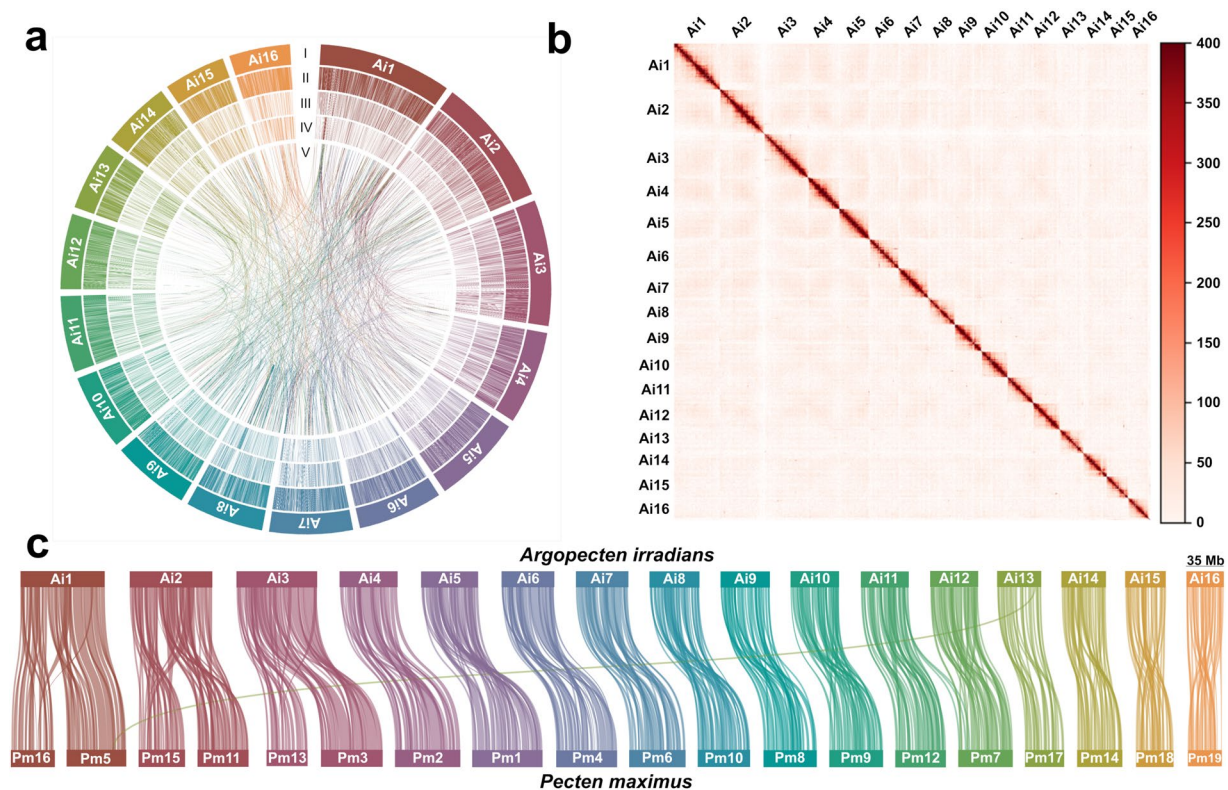 a
Ai1
Ai2
Ai3
Ai4
Ai5
Ai6
Ai7
Ai8
Ai9
Ai10
Ai11
Ai12
Ai13
Ai14
Ai15
Ai16
I
II
III
IV
V
b
Ai1 Ai2 Ai3 Ai4 Ai5 Ai6 Ai7 Ai8 Ai9 Ai10 Ai11 Ai12 Ai13 Ai14 Ai15 Ai16
Ai1
Ai2
Ai3
Ai4
Ai5
Ai6
Ai7
Ai8
Ai9
Ai10
Ai11
Ai12
Ai13
Ai14
Ai15
Ai16
400
350
300
250
200
150
100
50
0
c
Argopecten irradians
35 Mb
Ai1 Ai2 Ai3 Ai4 Ai5 Ai6 Ai7 Ai8 Ai9 Ai10 Ai11 Ai12 Ai13 Ai14 Ai15 Ai16
Pm16 Pm5 Pm15 Pm11 Pm13 Pm3 Pm2 Pm1 Pm4 Pm6 Pm10 Pm8 Pm9 Pm12 Pm7 Pm17 Pm14 Pm18 Pm19
Pecten maximus